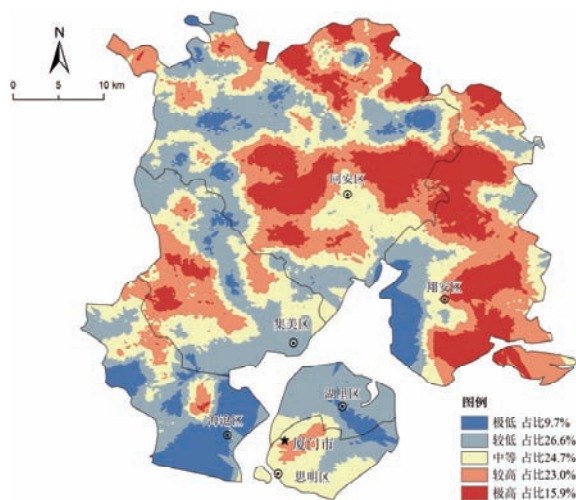 N
0 5 10 km
同安区
翔安区
集美区
湖里区
海沧区
厦门市
思明区
图例
极低 占比9.7%
较低 占比26.6%
中等 占比24.7%
较高 占比23.0%
极高 占比15.9%